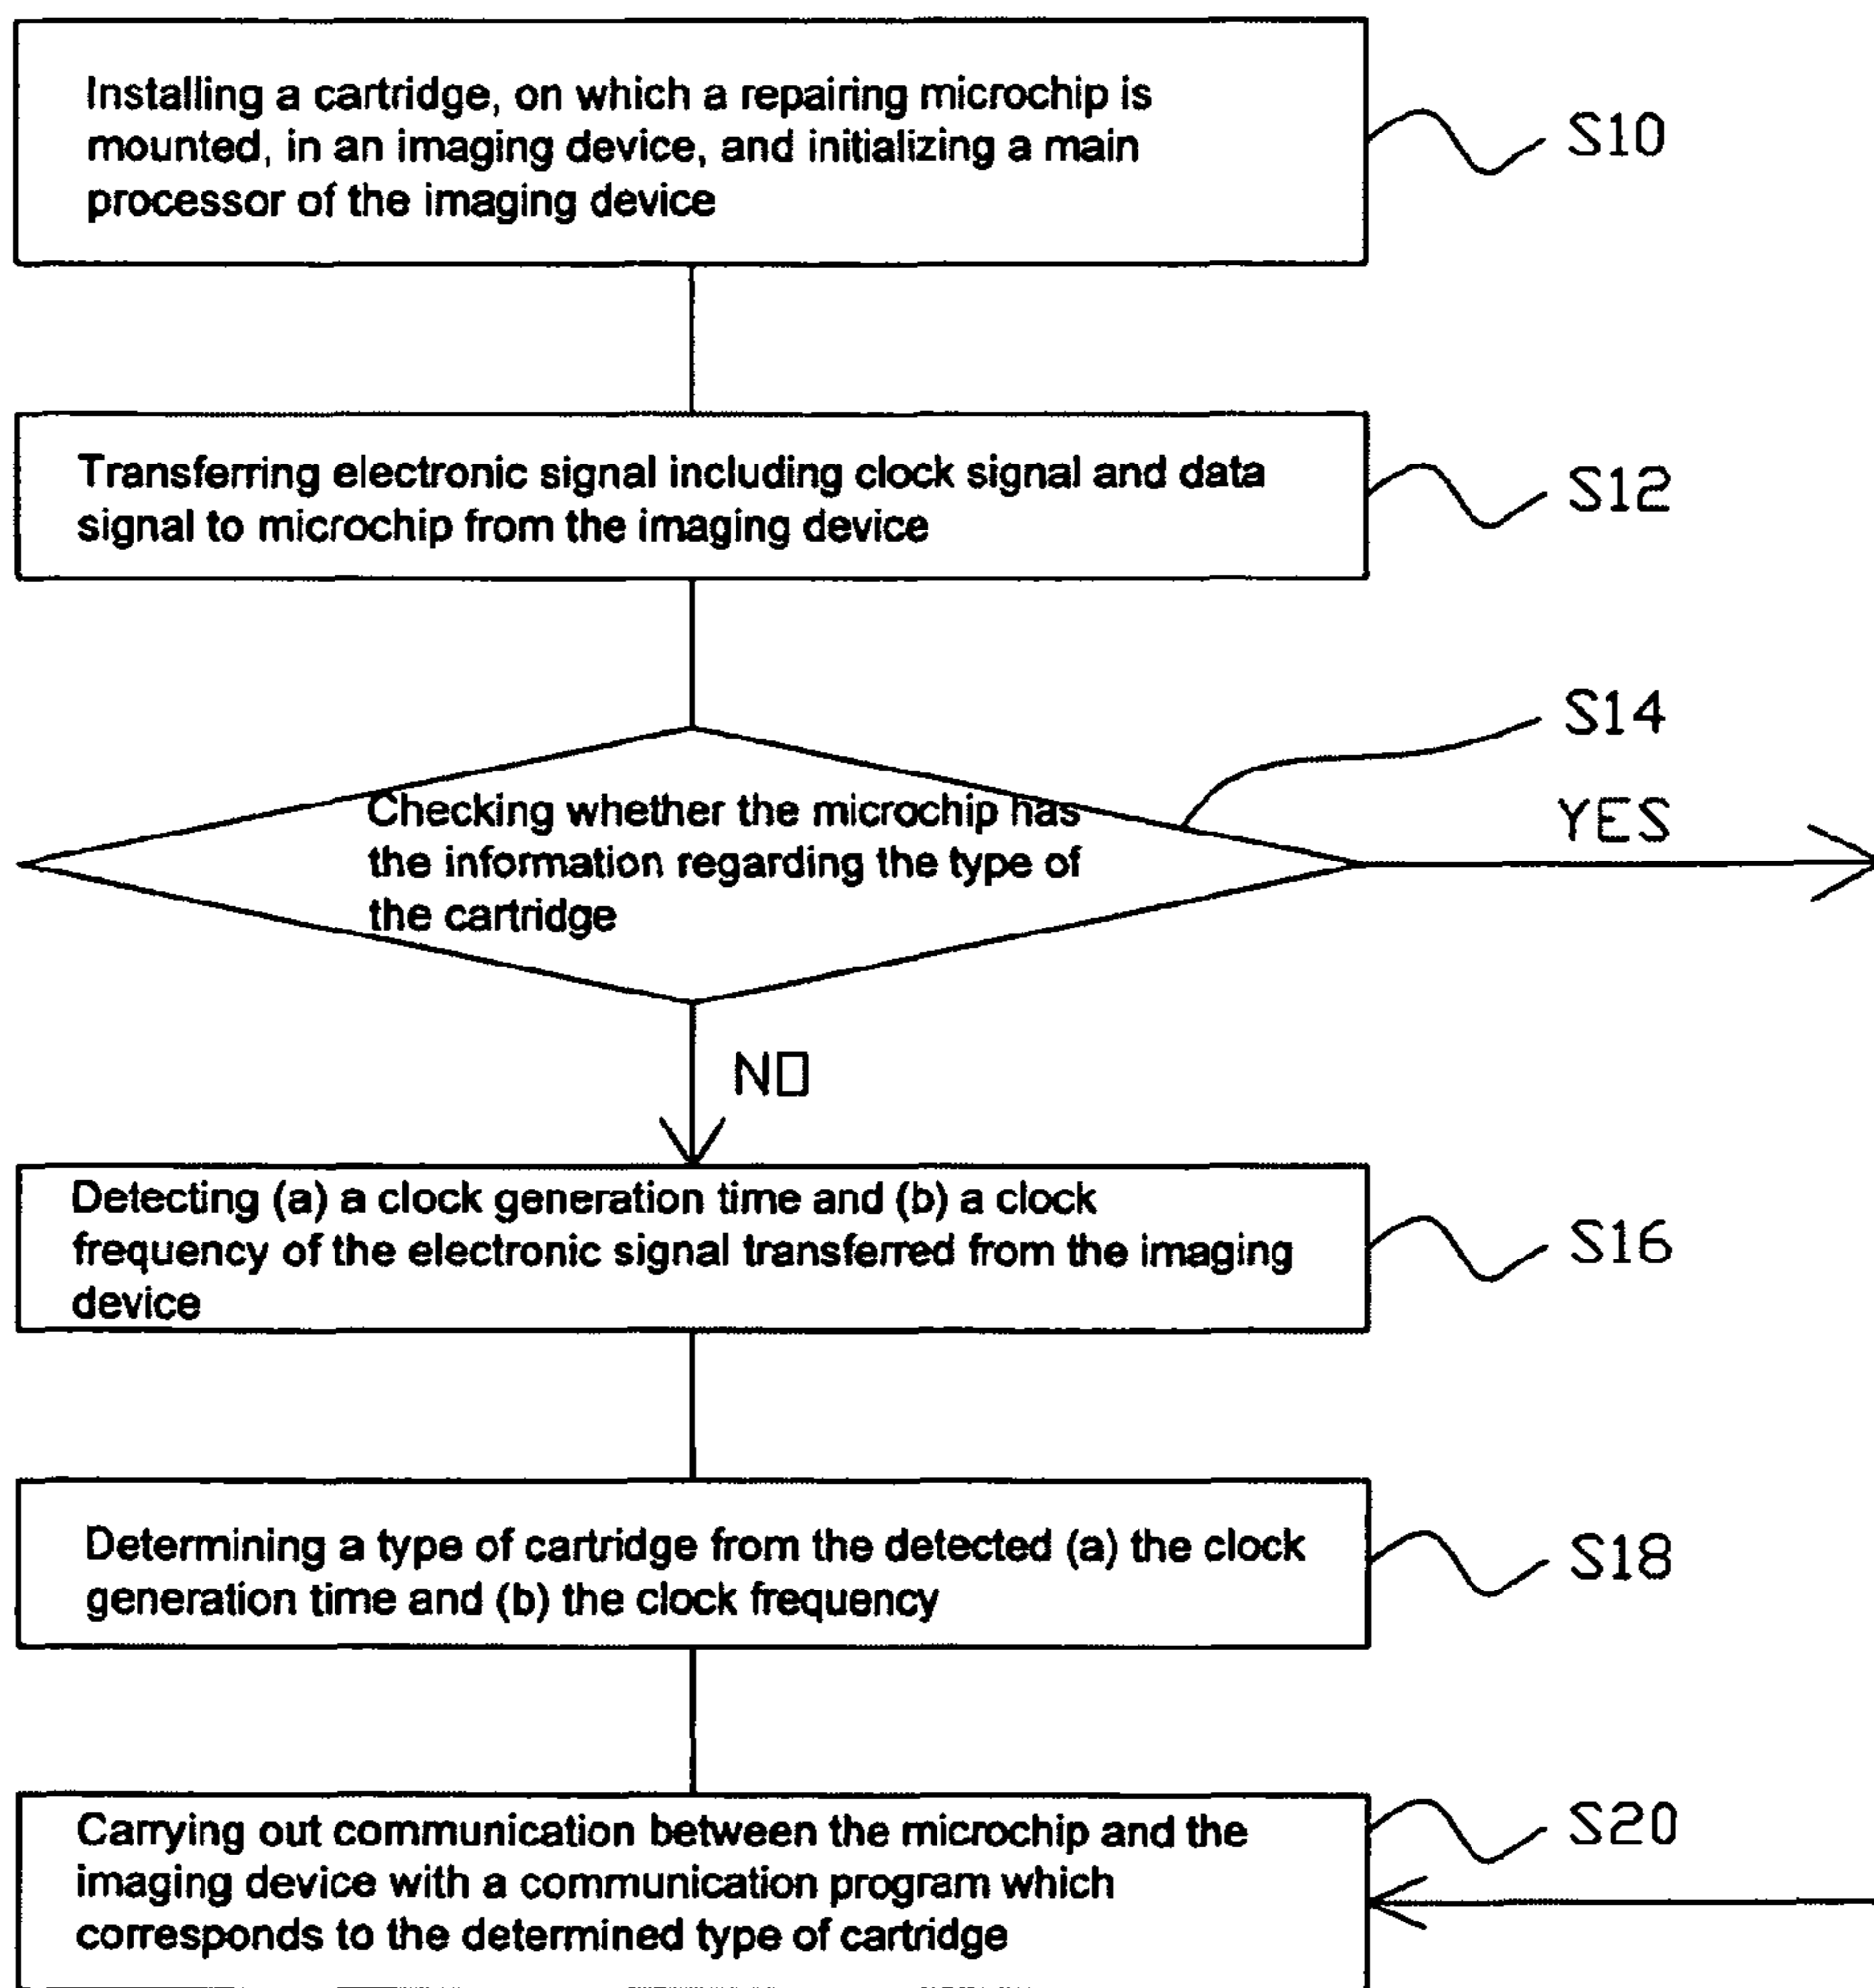 Installing a cartridge, on which a repairing microchip is
mounted, in an imaging device, and initializing a main
processor of the imaging device
S10
Transferring electronic signal including clock signal and data
signal to microchip from the imaging device
S12
S14
Checking whether the microchip has
the information regarding the type of
the cartridge
YES
NO
Detecting (a) a clock generation time and (b) a clock
frequency of the electronic signal transferred from the imaging
device
S16
Determining a type of cartridge from the detected (a) the clock
generation time and (b) the clock frequency
S18
Carrying out communication between the microchip and the
imaging device with a communication program which
corresponds to the determined type of cartridge
S20